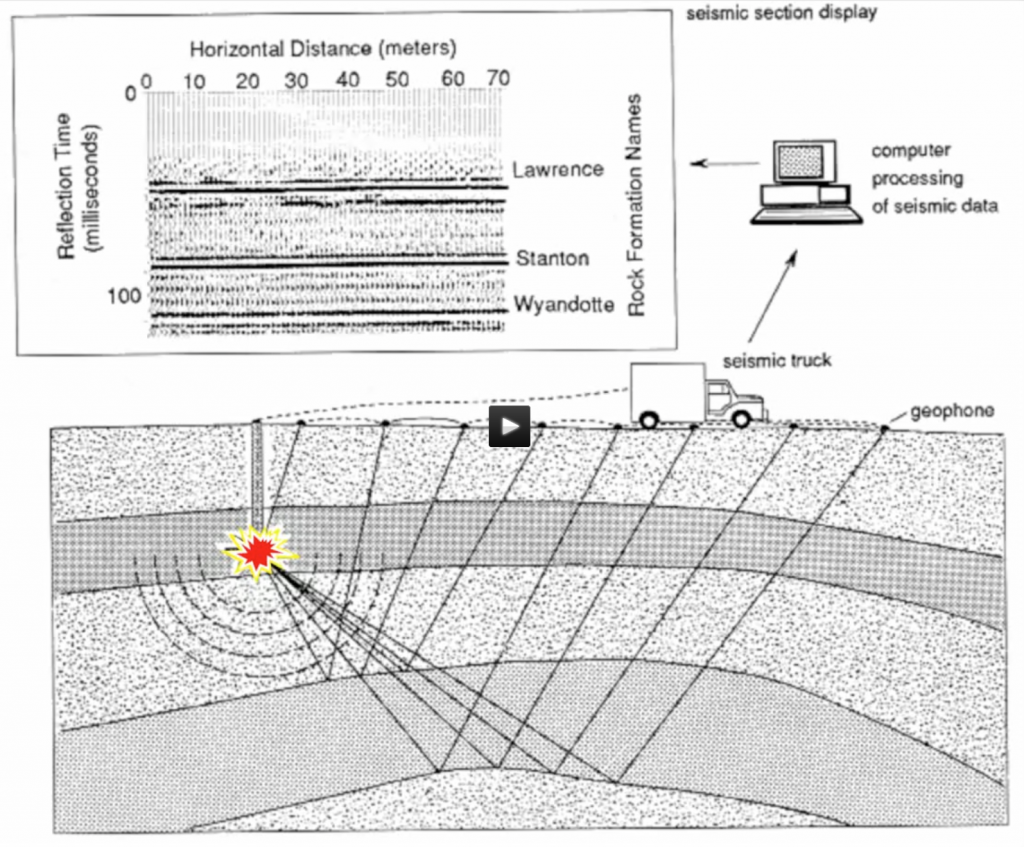 seismic section display
Horizontal Distance (meters)
0 10 20 30 40 50 60 70
0
100
Reflection Time
(milliseconds)
Lawrence
Stanton
Wyandotte
Rock Formation Names
computer
processing
of seismic data
seismic truck
geophone